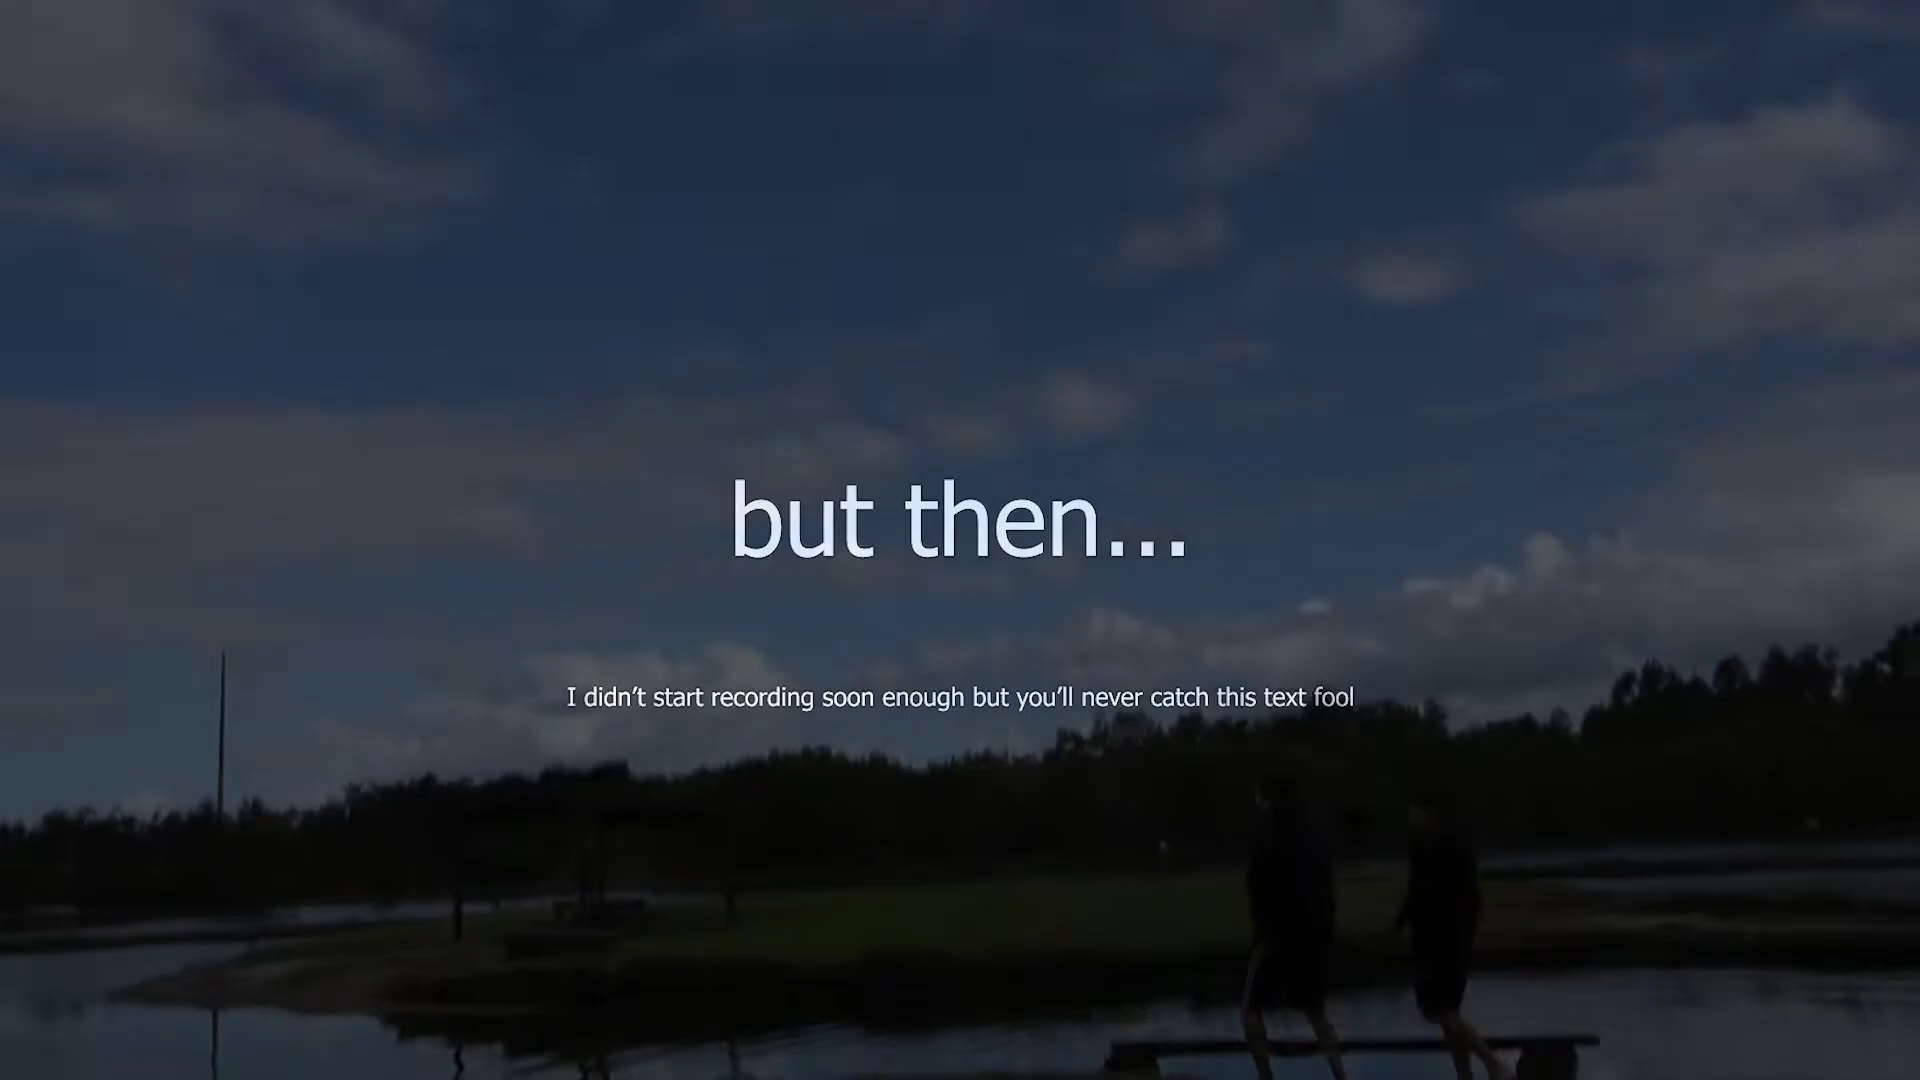 but then...
I didn’t start recording soon enough but you’ll never catch this text fool